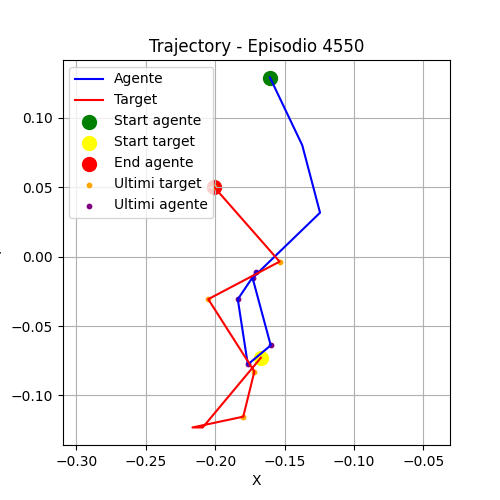 Trajectory - Episodio 4550
Agente
Target
Start agente
Start target
End agente
Ultimi target
Ultimi agente
0.10
0.05
0.00
−0.05
−0.10
−0.30
−0.25
−0.20
−0.15
−0.10
−0.05
X